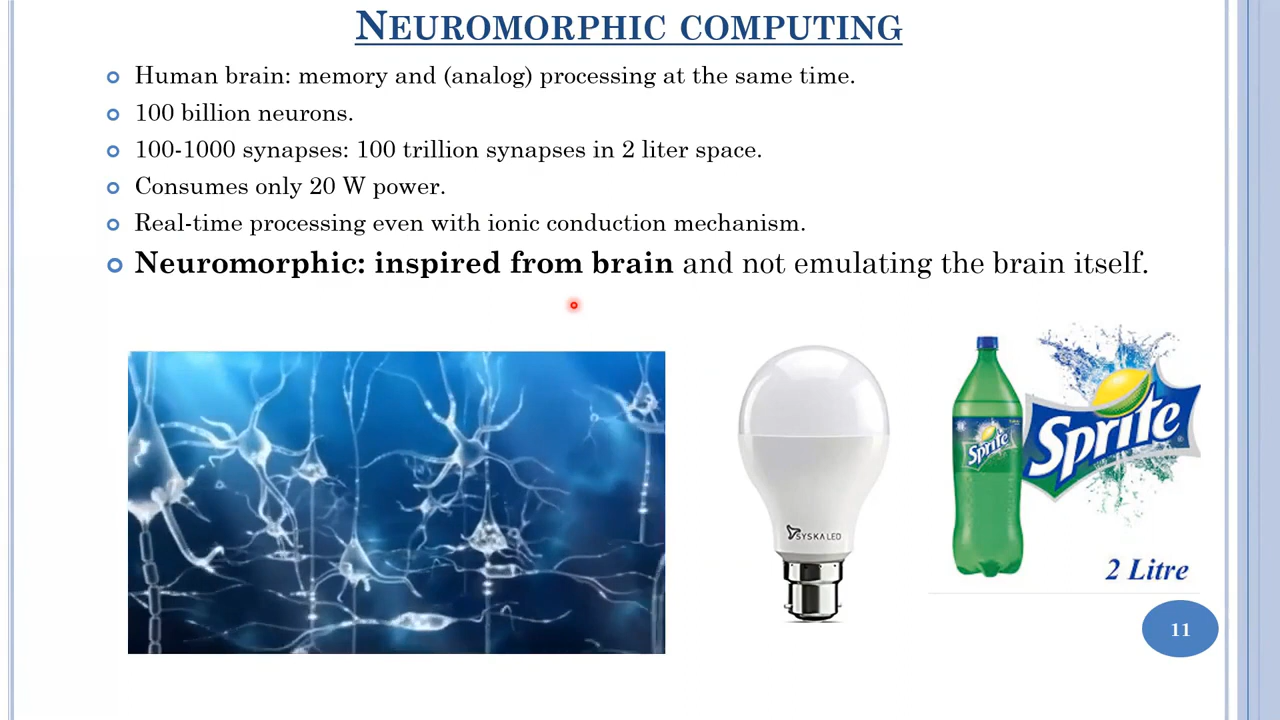 NEUROMORPHIC COMPUTING
Human brain: memory and (analog) processing at the same time.
100 billion neurons.
100-1000 synapses: 100 trillion synapses in 2 liter space.
Consumes only 20 W power.
Real-time processing even with ionic conduction mechanism.
Neuromorphic: inspired from brain and not emulating the brain itself.
SYSKA LED
Sprite
Sprite
2 Litre
11